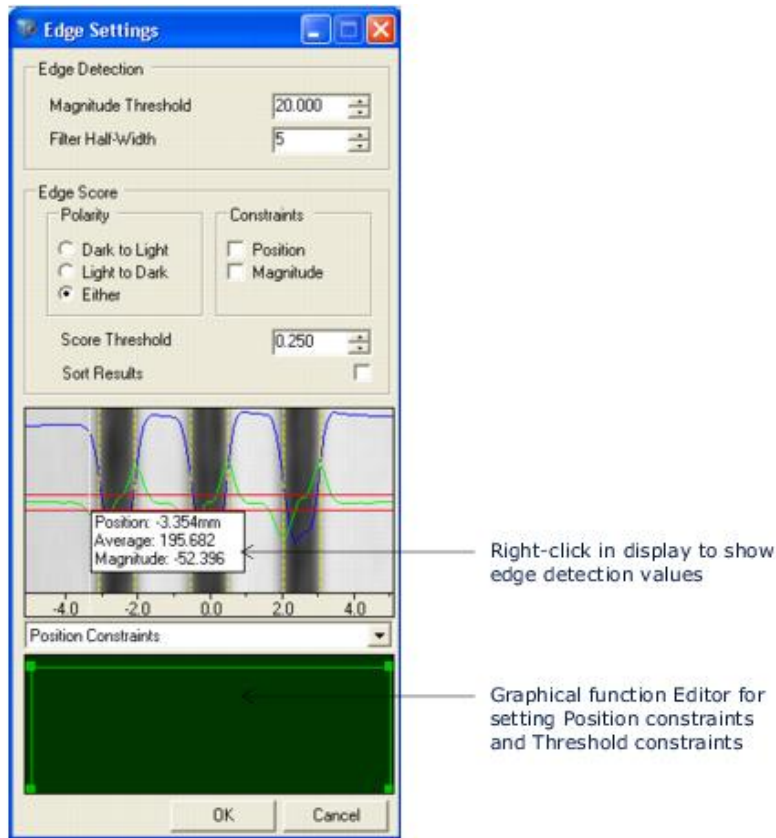 Edge Settings
Edge Detection
Magnitude Threshold 20.000
Filter Half-Width 5
Edge Score
Polarity
Dark to Light
Light to Dark
Either
Constraints
Position
Magnitude
Score Threshold 0.250
Sort Results
Position: -3.354mm
Average: 195.682
Magnitude: -52.396
-4.0 -2.0 0.0 2.0 4.0
Right-click in display to show
edge detection values
Position Constraints
Graphical function Editor for
setting Position constraints
and Threshold constraints
OK Cancel